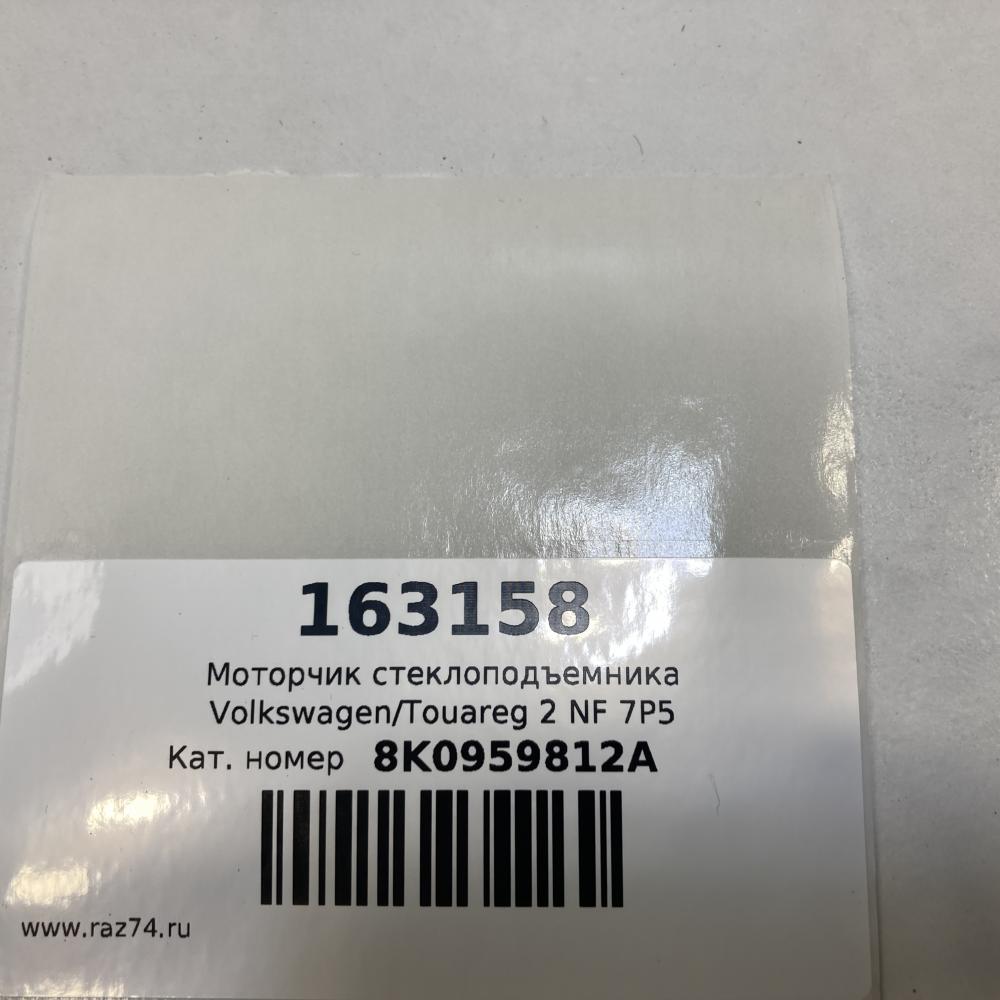 163158
Моторчик стеклоподъемника
Volkswagen/Touareg 2 NF 7P5
Кат. номер 8K0959812A
www.raz74.ru